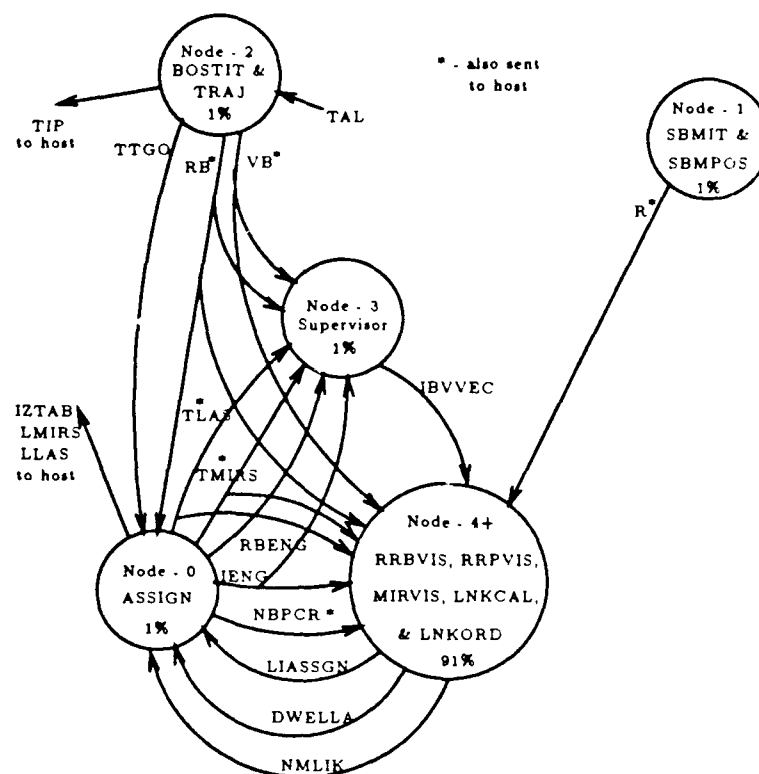 Node - 2
BOSTIT &
TRAJ
1%
* - also sent
to host
Node - 1
SBMIT &
SBMPOS
1%
TIP
to host
TAL
TTGO
RB*
VB*
R*
Node - 3
Supervisor
1%
IBVVEC
IZTAB
LMIRS
LLAS
to host
*
TLAS
*
TMIRS
Node - 4+
RRBVIS, RRPVIS,
MIRVIS, LNKCAL,
& LNKORD
91%
Node - 0
ASSIGN
1%
RBENG
IENG
NBPCR *
LIASSGN
DWELLA
NMLIK